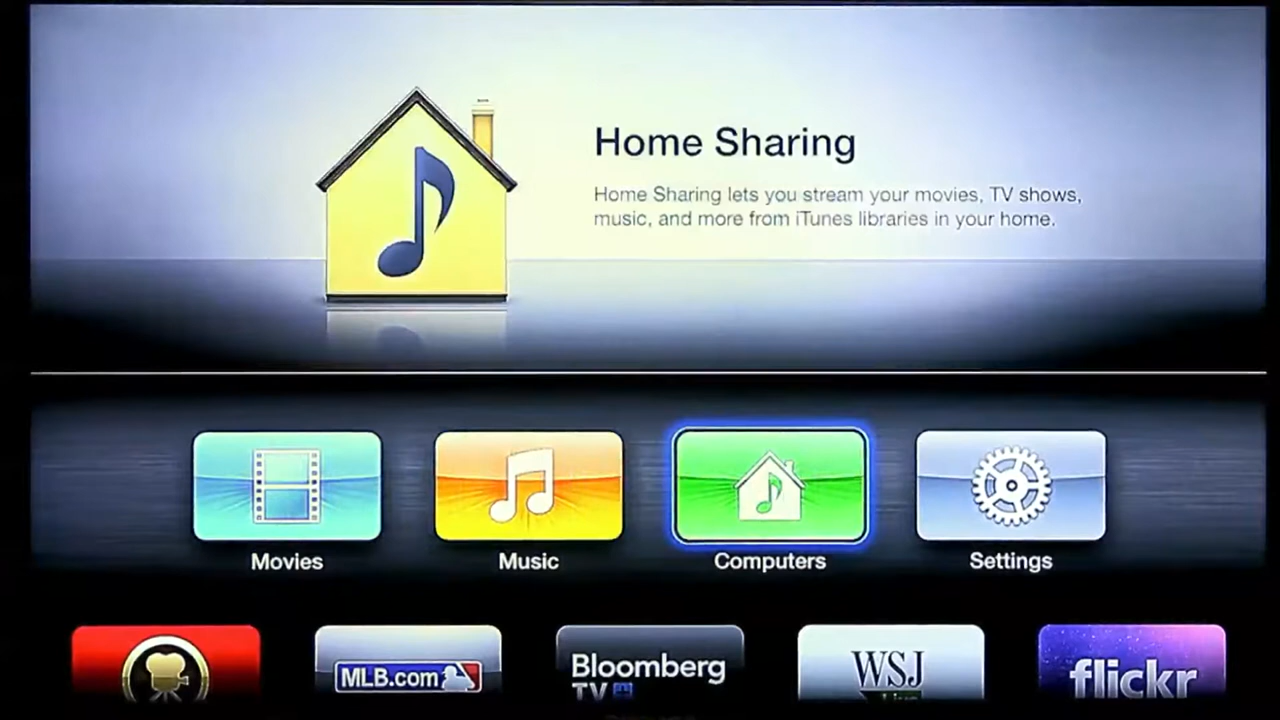 Home Sharing
Home Sharing lets you stream your movies, TV shows,
music, and more from iTunes libraries in your home.
Movies
Music
Computers
Settings
MLB.com
Bloomberg
TV
WSJ
Live
flickr